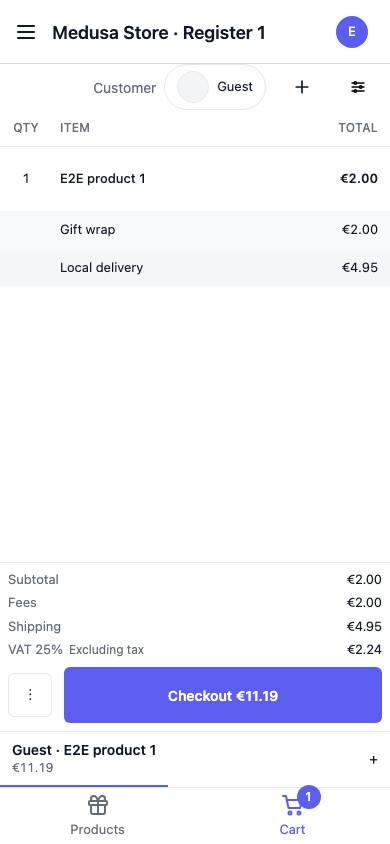 Medusa Store · Register 1
E
Customer
Guest
QTY ITEM TOTAL
1 E2E product 1 €2.00
Gift wrap €2.00
Local delivery €4.95
Subtotal €2.00
Fees €2.00
Shipping €4.95
VAT 25% Excluding tax €2.24
Checkout €11.19
Guest · E2E product 1
€11.19
+
1
Products Cart